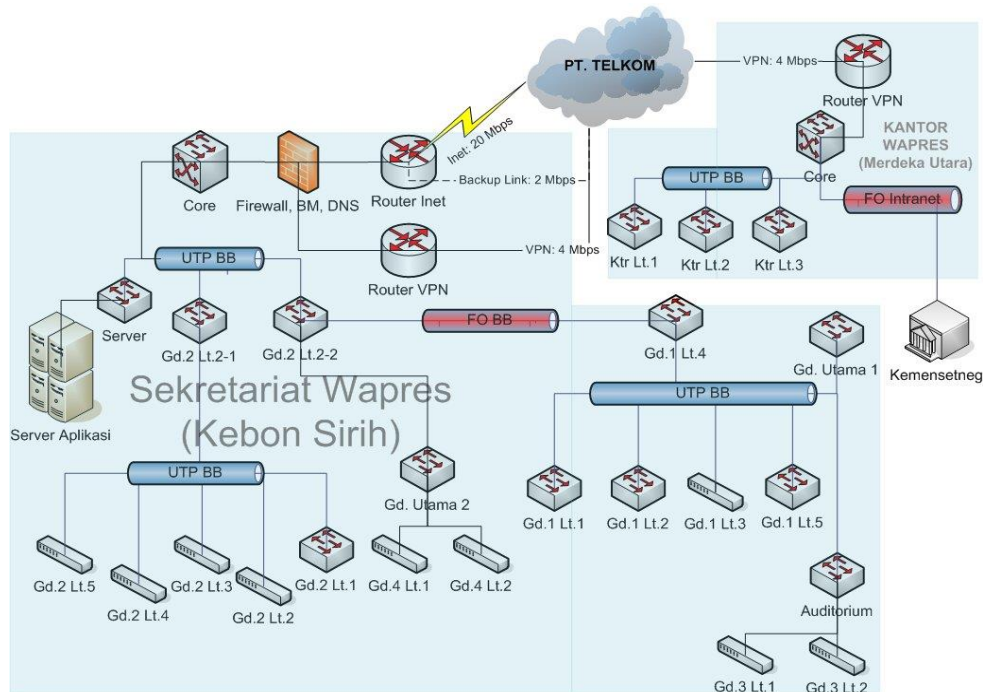 PT. TELKOM
VPN: 4 Mbps
Router VPN
KANTOR
WAPRES
(Merdeka Utara)
Core
UTP BB
FO Intranet
Ktr Lt.1
Ktr Lt.2
Ktr Lt.3
Kemensetneg
Inet: 20 Mbps
Backup Link: 2 Mbps
Core
Firewall, BM, DNS
Router Inet
VPN: 4 Mbps
Router VPN
UTP BB
Server
Gd.2 Lt.2-1
Gd.2 Lt.2-2
FO BB
Gd.1 Lt.4
Gd. Utama 1
Server Aplikasi
Sekretariat Wapres
(Kebon Sirih)
UTP BB
UTP BB
Gd. Utama 2
Gd.1 Lt.1
Gd.1 Lt.2
Gd.1 Lt.3
Gd.1 Lt.5
Gd.2 Lt.5
Gd.2 Lt.4
Gd.2 Lt.3
Gd.2 Lt.2
Gd.2 Lt.1
Gd.4 Lt.1
Gd.4 Lt.2
Auditorium
Gd.3 Lt.1
Gd.3 Lt.2